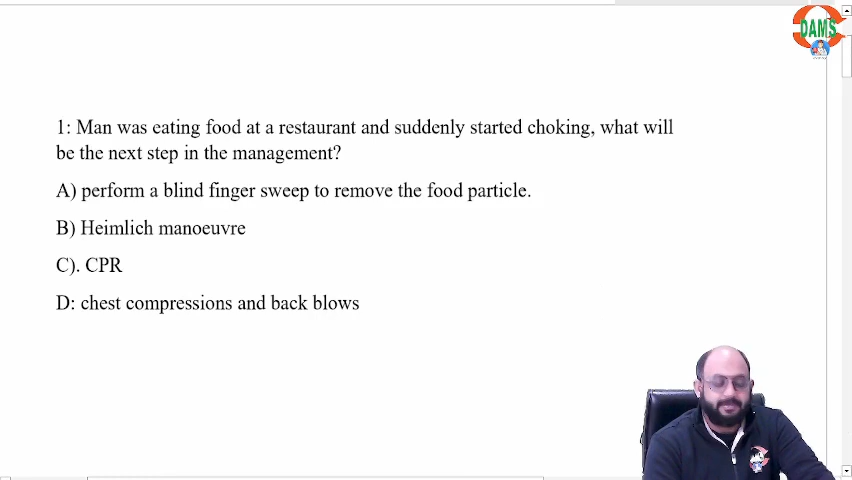 DAMS
1: Man was eating food at a restaurant and suddenly started choking, what will
be the next step in the management?
A) perform a blind finger sweep to remove the food particle.
B) Heimlich manoeuvre
C). CPR
D: chest compressions and back blows